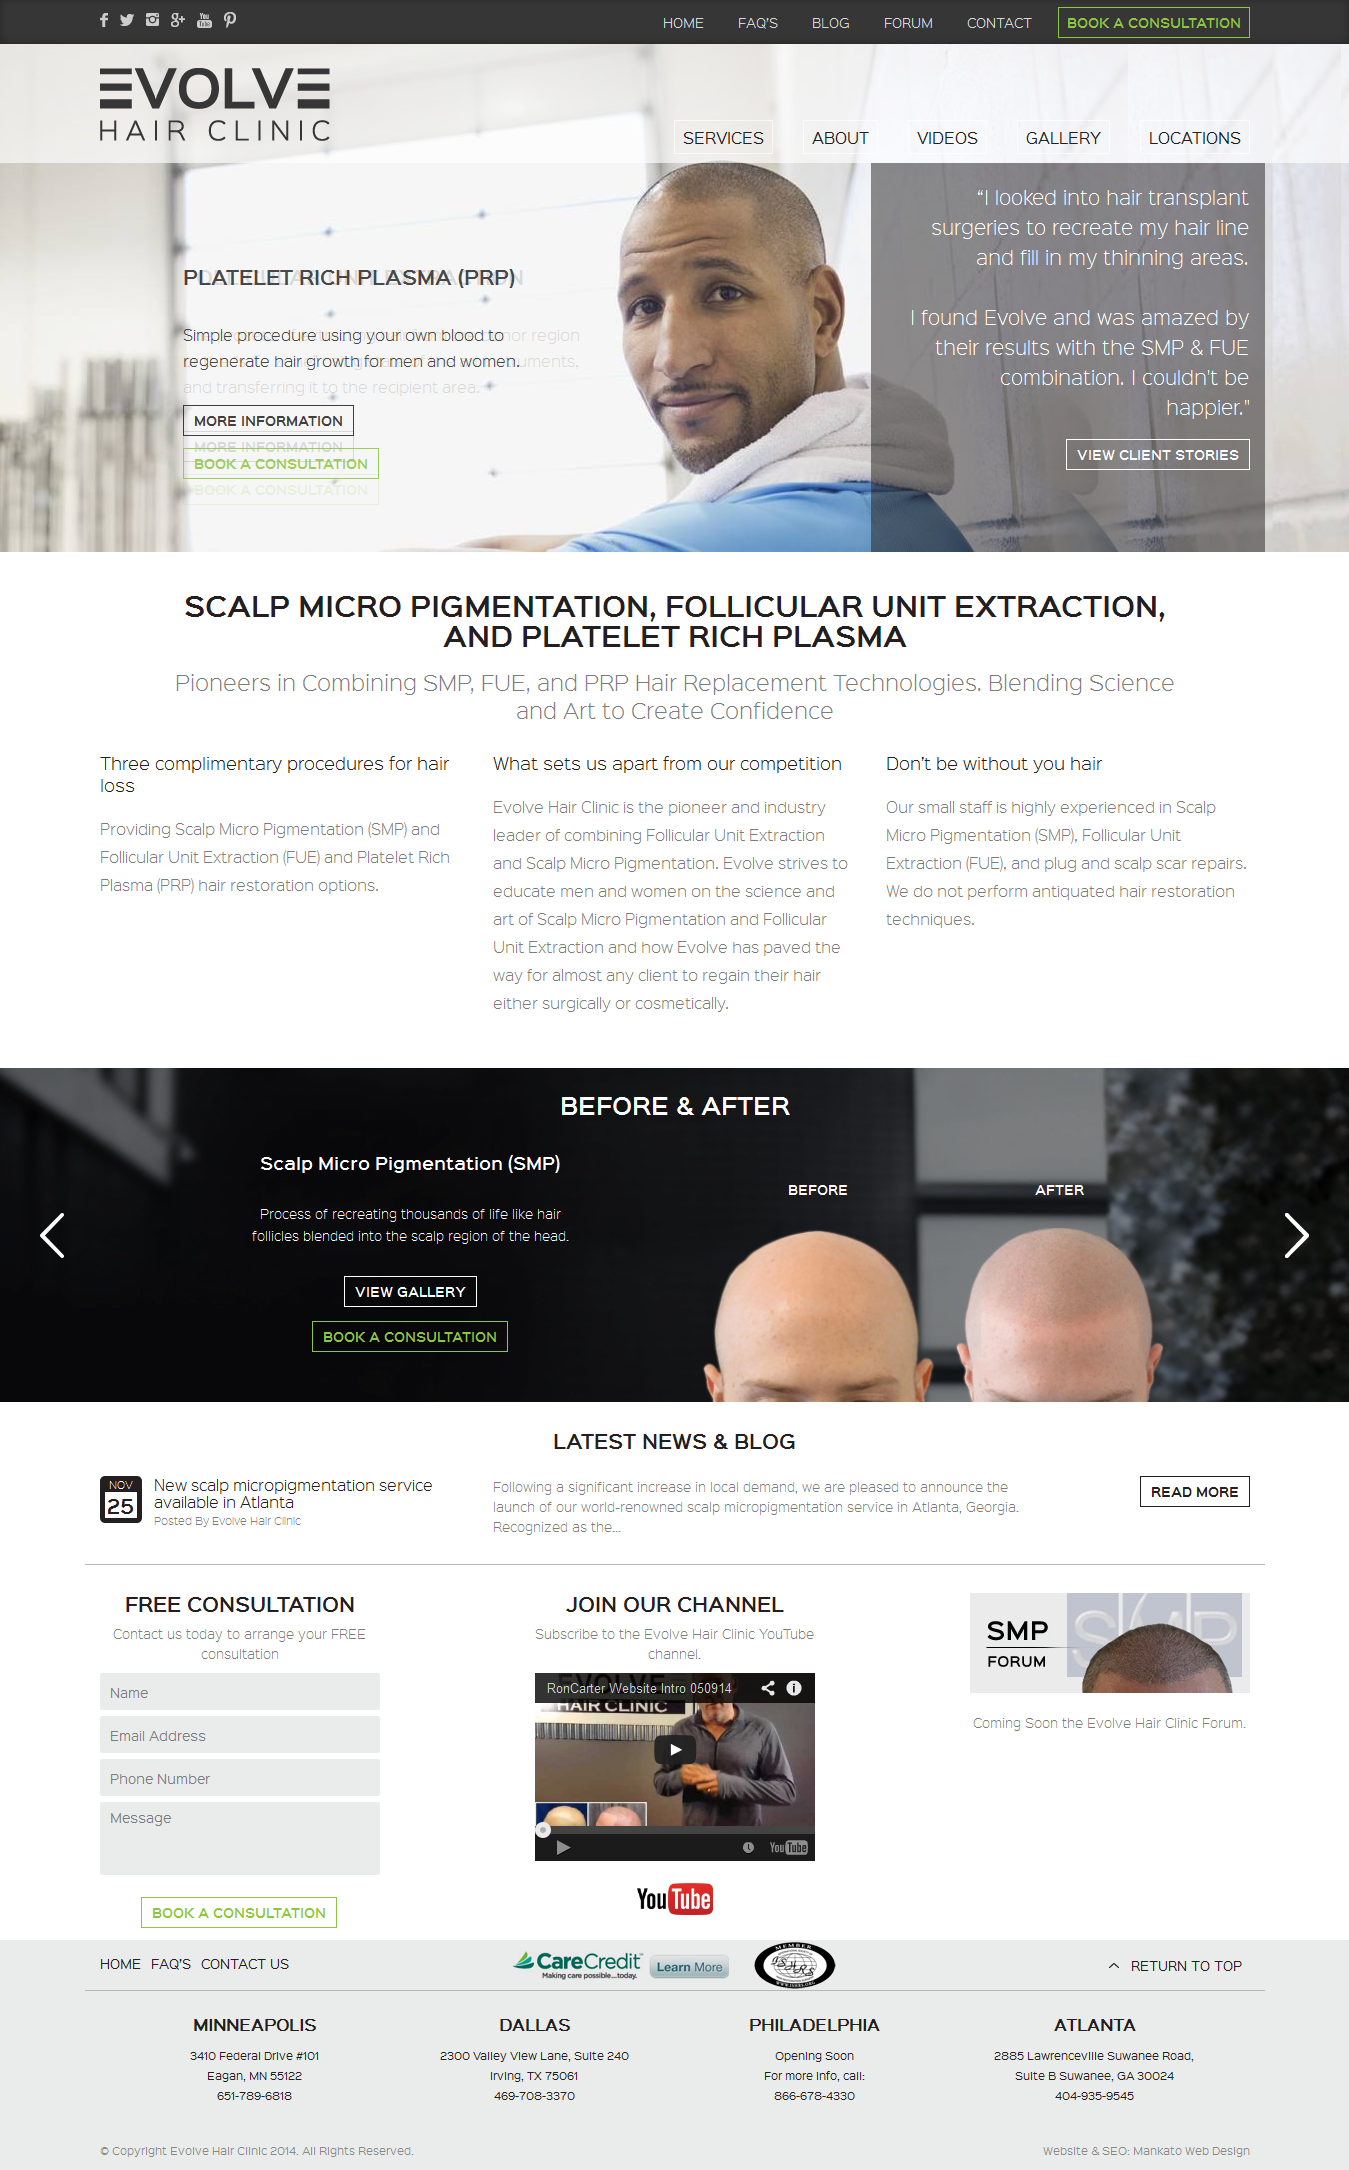 HOME FAQ'S BLOG FORUM CONTACT BOOK A CONSULTATION
EVOLVE
HAIR CLINIC
SERVICES ABOUT VIDEOS GALLERY LOCATIONS
PLATELET RICH PLASMA (PRP)
Simple procedure using your own blood to
regenerate hair growth for men and women.
and transferring it to the recipient area.
MORE INFORMATION
MORE INFORMATION
BOOK A CONSULTATION
BOOK A CONSULTATION
“I looked into hair transplant
surgeries to recreate my hair line
and fill in my thinning areas.
I found Evolve and was amazed by
their results with the SMP & FUE
combination. I couldn't be
happier."
VIEW CLIENT STORIES
SCALP MICRO PIGMENTATION, FOLLICULAR UNIT EXTRACTION,
AND PLATELET RICH PLASMA
Pioneers in Combining SMP, FUE, and PRP Hair Replacement Technologies. Blending Science
and Art to Create Confidence
Three complimentary procedures for hair
loss
Providing Scalp Micro Pigmentation (SMP) and
Follicular Unit Extraction (FUE) and Platelet Rich
Plasma (PRP) hair restoration options.
What sets us apart from our competition
Evolve Hair Clinic is the pioneer and industry
leader of combining Follicular Unit Extraction
and Scalp Micro Pigmentation. Evolve strives to
educate men and women on the science and
art of Scalp Micro Pigmentation and Follicular
Unit Extraction and how Evolve has paved the
way for almost any client to regain their hair
either surgically or cosmetically.
Don't be without you hair
Our small staff is highly experienced in Scalp
Micro Pigmentation (SMP), Follicular Unit
Extraction (FUE), and plug and scalp scar repairs.
We do not perform antiquated hair restoration
techniques.
BEFORE & AFTER
Scalp Micro Pigmentation (SMP)
Process of recreating thousands of life like hair
follicles blended into the scalp region of the head.
VIEW GALLERY
BOOK A CONSULTATION
BEFORE AFTER
LATEST NEWS & BLOG
NOV
25
New scalp micropigmentation service
available in Atlanta
Posted By Evolve Hair Clinic
Following a significant increase in local demand, we are pleased to announce the
launch of our world-renowned scalp micropigmentation service in Atlanta, Georgia.
Recognized as the...
READ MORE
FREE CONSULTATION
Contact us today to arrange your FREE
consultation
Name
Email Address
Phone Number
Message
BOOK A CONSULTATION
JOIN OUR CHANNEL
Subscribe to the Evolve Hair Clinic YouTube
channel.
RonCarter Website Intro 050914
EVOLVE
HAIR CLINIC
YouTube
YouTube
SMP
SMP
FORUM
Coming Soon the Evolve Hair Clinic Forum.
HOME FAQ'S CONTACT US
CareCredit
Making care possible...today.
Learn More
MEMBER
ISHRS
RETURN TO TOP
MINNEAPOLIS
3410 Federal Drive #101
Eagan, MN 55122
651-789-6818
DALLAS
2300 Valley View Lane, Suite 240
Irving, TX 75061
469-708-3370
PHILADELPHIA
Opening Soon
For more info, call:
866-678-4330
ATLANTA
2885 Lawrenceville Suwanee Road,
Suite B Suwanee, GA 30024
404-935-9545
© Copyright Evolve Hair Clinic 2014. All Rights Reserved.
Website & SEO: Mankato Web Design